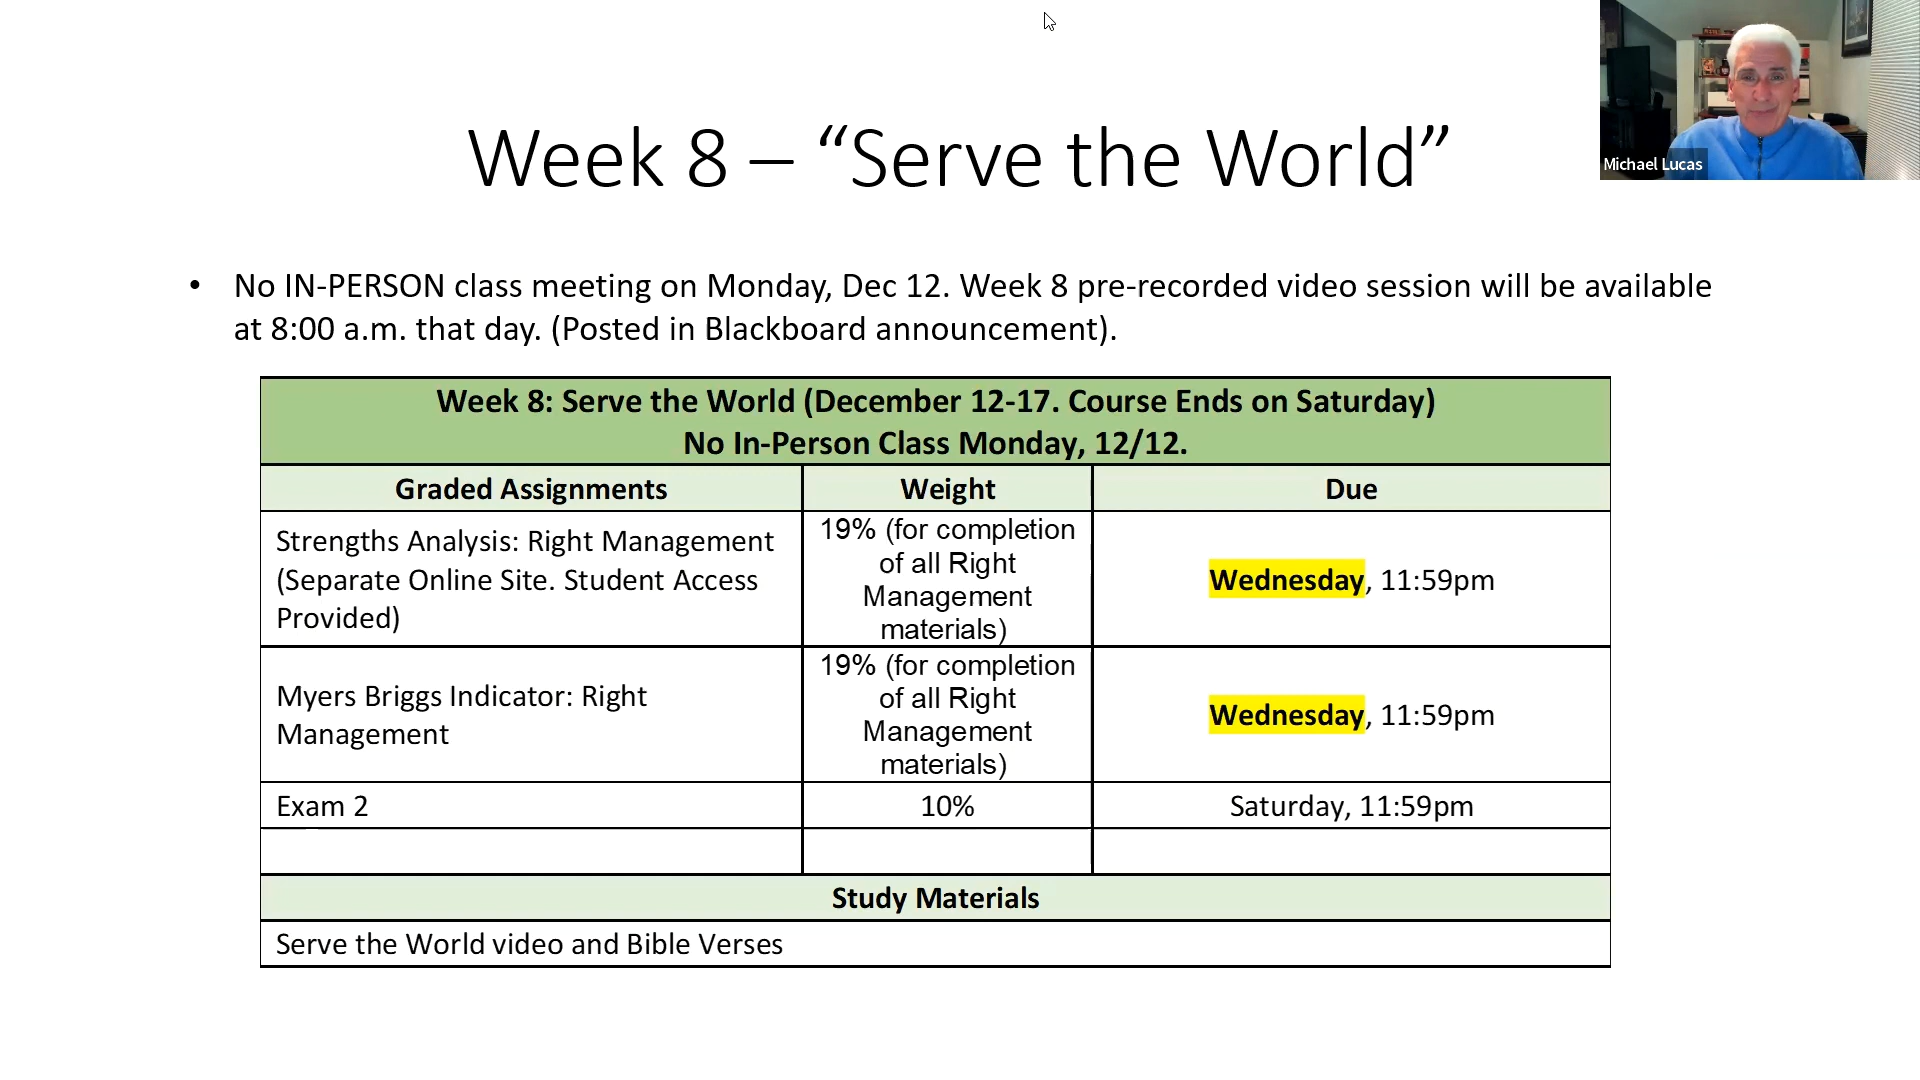 Week 8 – “Serve the World”
Michael Lucas
• No IN-PERSON class meeting on Monday, Dec 12. Week 8 pre-recorded video session will be available
at 8:00 a.m. that day. (Posted in Blackboard announcement).
Week 8: Serve the World (December 12-17. Course Ends on Saturday)
No In-Person Class Monday, 12/12.
Graded Assignments
Weight
Due
Strengths Analysis: Right Management
(Separate Online Site. Student Access
Provided)
19% (for completion
of all Right
Management
materials)
Wednesday, 11:59pm
Myers Briggs Indicator: Right
Management
19% (for completion
of all Right
Management
materials)
Wednesday, 11:59pm
Exam 2
10%
Saturday, 11:59pm
Study Materials
Serve the World video and Bible Verses